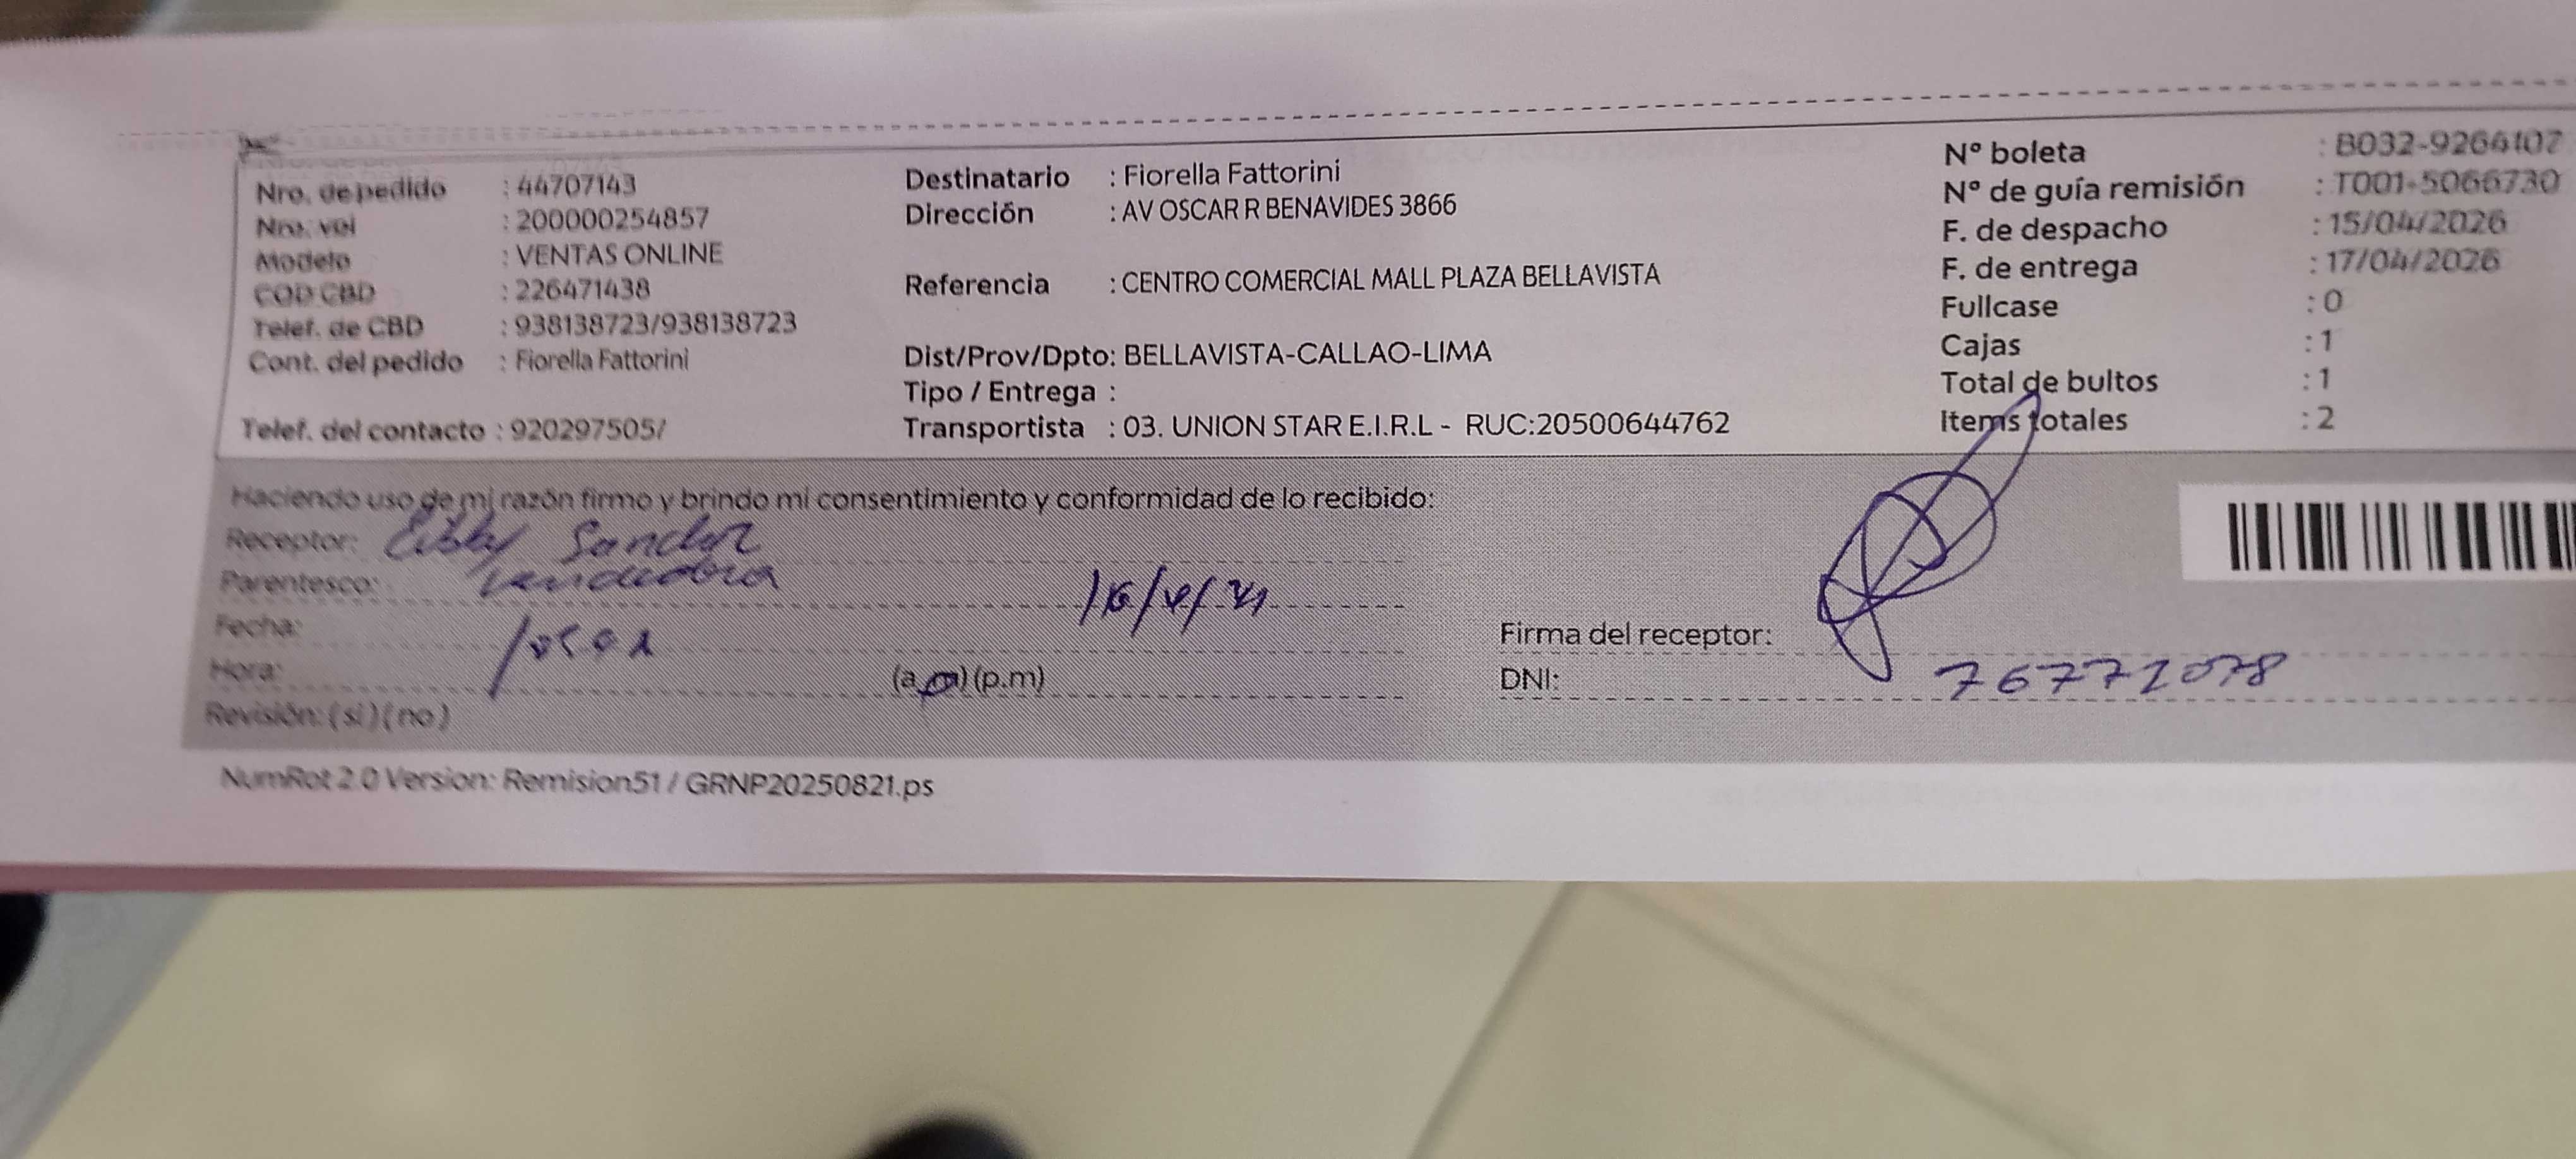 Nro. de pedido : 44707143
Nro. vol : 200000254857
Modelo : VENTAS ONLINE
COD CBD : 226471438
Telef. de CBD : 938138723/938138723
Cont. del pedido : Fiorella Fattorini
Telef. del contacto : 920297505/
Destinatario : Fiorella Fattorini
Dirección : AV OSCAR R BENAVIDES 3866
Referencia : CENTRO COMERCIAL MALL PLAZA BELLAVISTA
Dist/Prov/Dpto: BELLAVISTA-CALLAO-LIMA
Tipo / Entrega :
Transportista : 03. UNION STAR E.I.R.L - RUC:20500644762
Nº boleta : B032-9264107
Nº de guía remisión : T001-5066730
F. de despacho : 15/04/2026
F. de entrega : 17/04/2026
Fullcase : 0
Cajas : 1
Total de bultos : 1
Items totales : 2
Haciendo uso de mi razón firmo y brindo mi consentimiento y conformidad de lo recibido:
Receptor:
Parentesco: vendedora
Fecha:
Hora: (a.m) (p.m)
Revisión: (si) (no)
Firma del receptor:
DNI: 76771078
NumRot 2.0 Version: Remision51 / GRNP20250821.ps